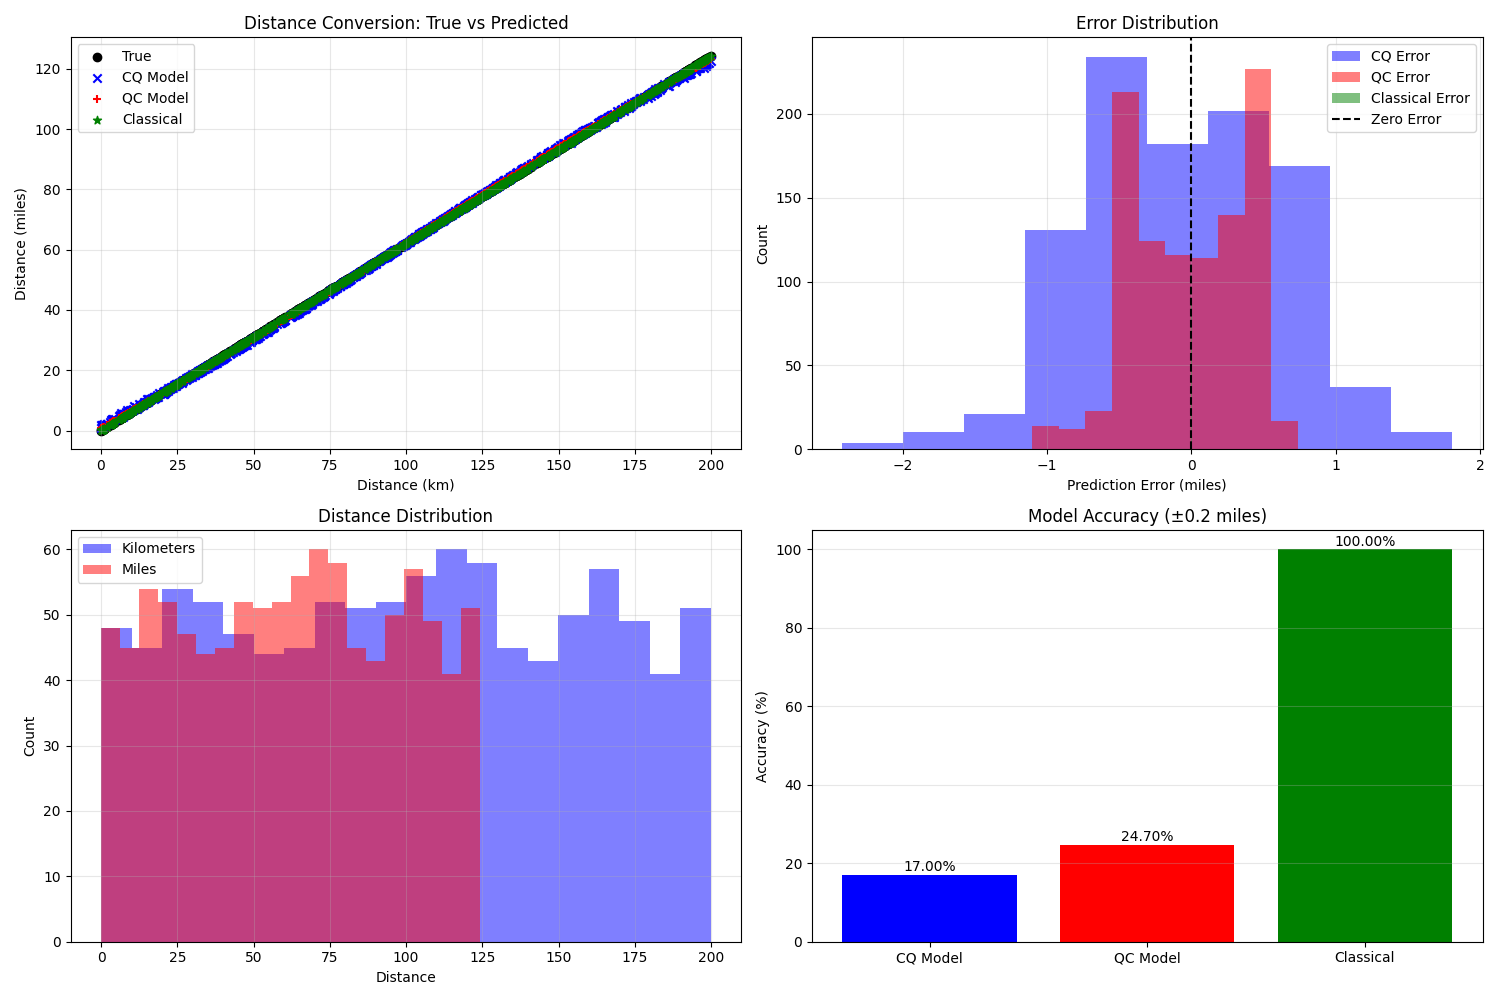 Distance Conversion: True vs Predicted
True
CQ Model
QC Model
Classical
Distance (miles)
120
100
80
60
40
20
0
0 25 50 75 100 125 150 175 200
Distance (km)
Error Distribution
CQ Error
QC Error
Classical Error
Zero Error
Count
200
150
100
50
0
−2 −1 0 1 2
Prediction Error (miles)
Distance Distribution
Kilometers
Miles
Count
60
50
40
30
20
10
0
0 25 50 75 100 125 150 175 200
Distance
Model Accuracy (±0.2 miles)
Accuracy (%)
100
80
60
40
20
0
17.00%
24.70%
100.00%
CQ Model QC Model Classical